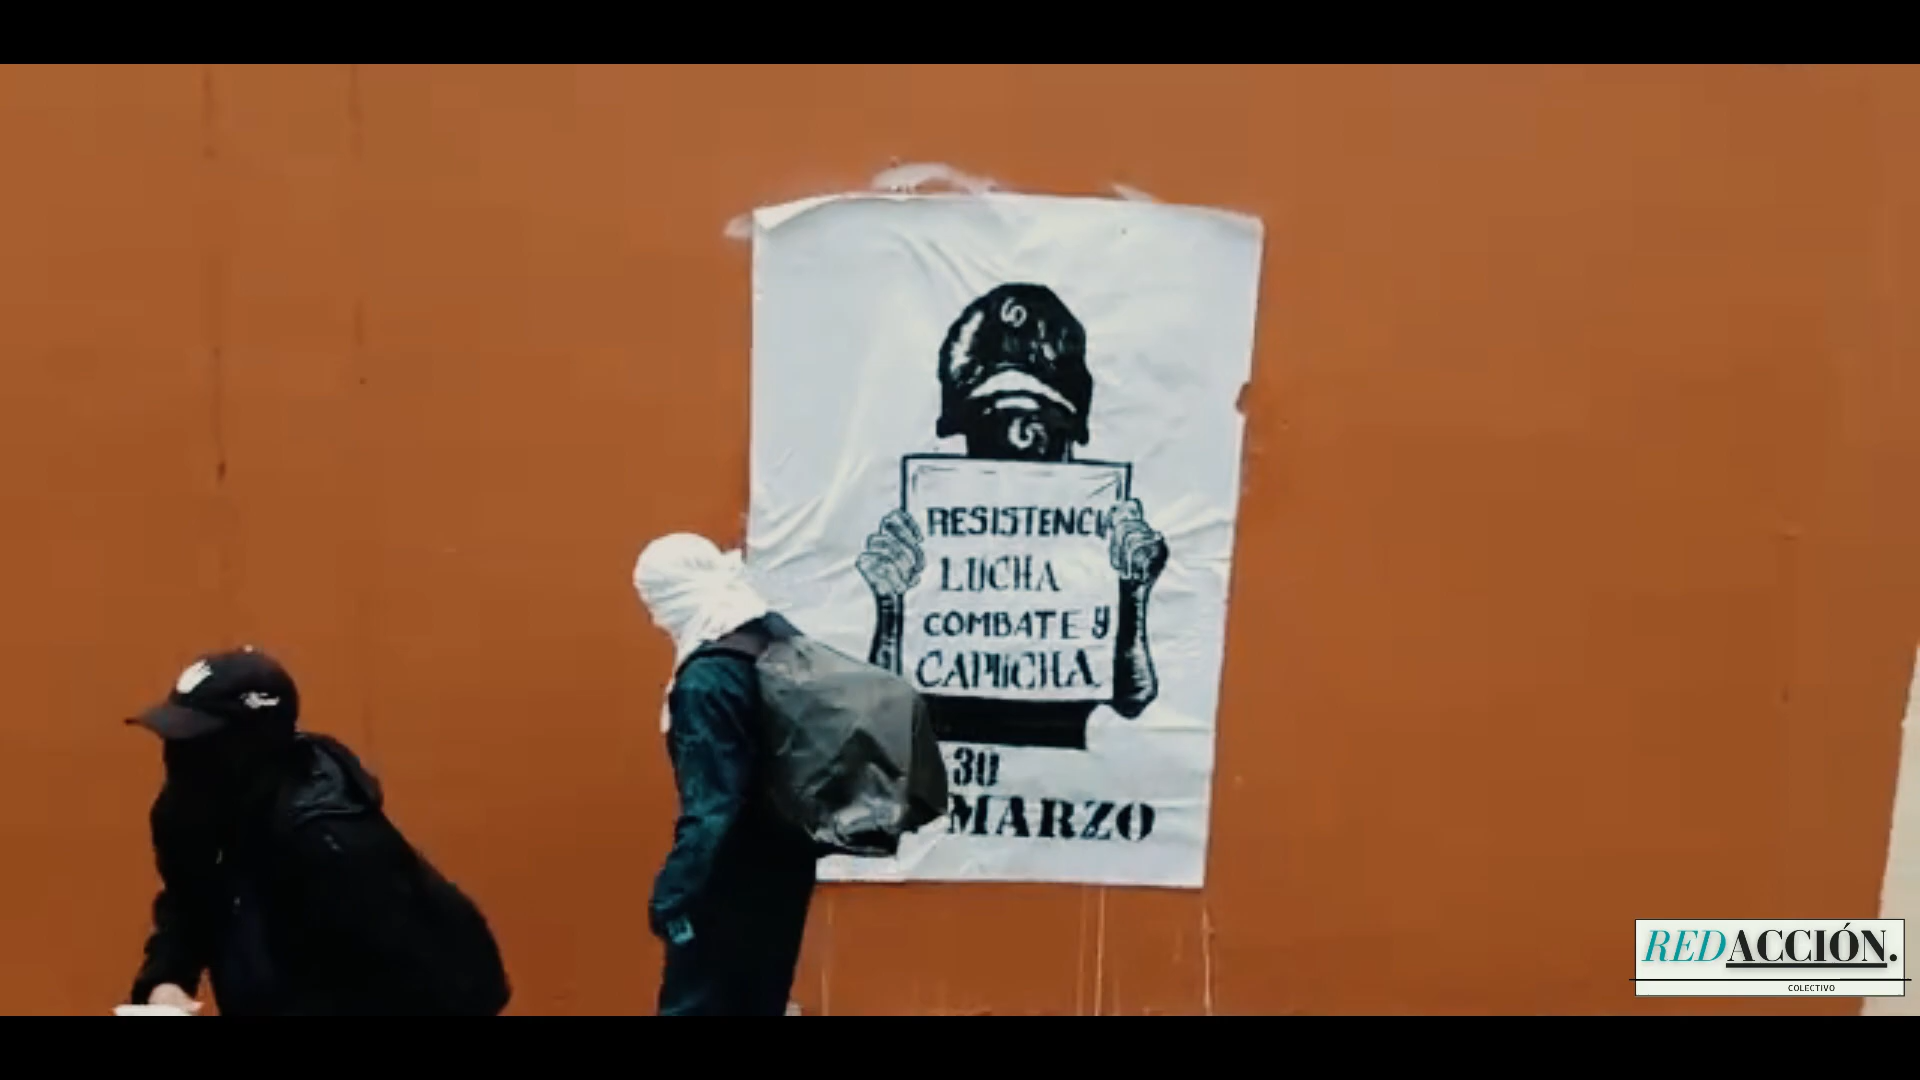 RESISTENCIA
LUCHA
COMBATE Y
CAPUCHA
30
MARZO
REDACCIÓN.
COLECTIVO